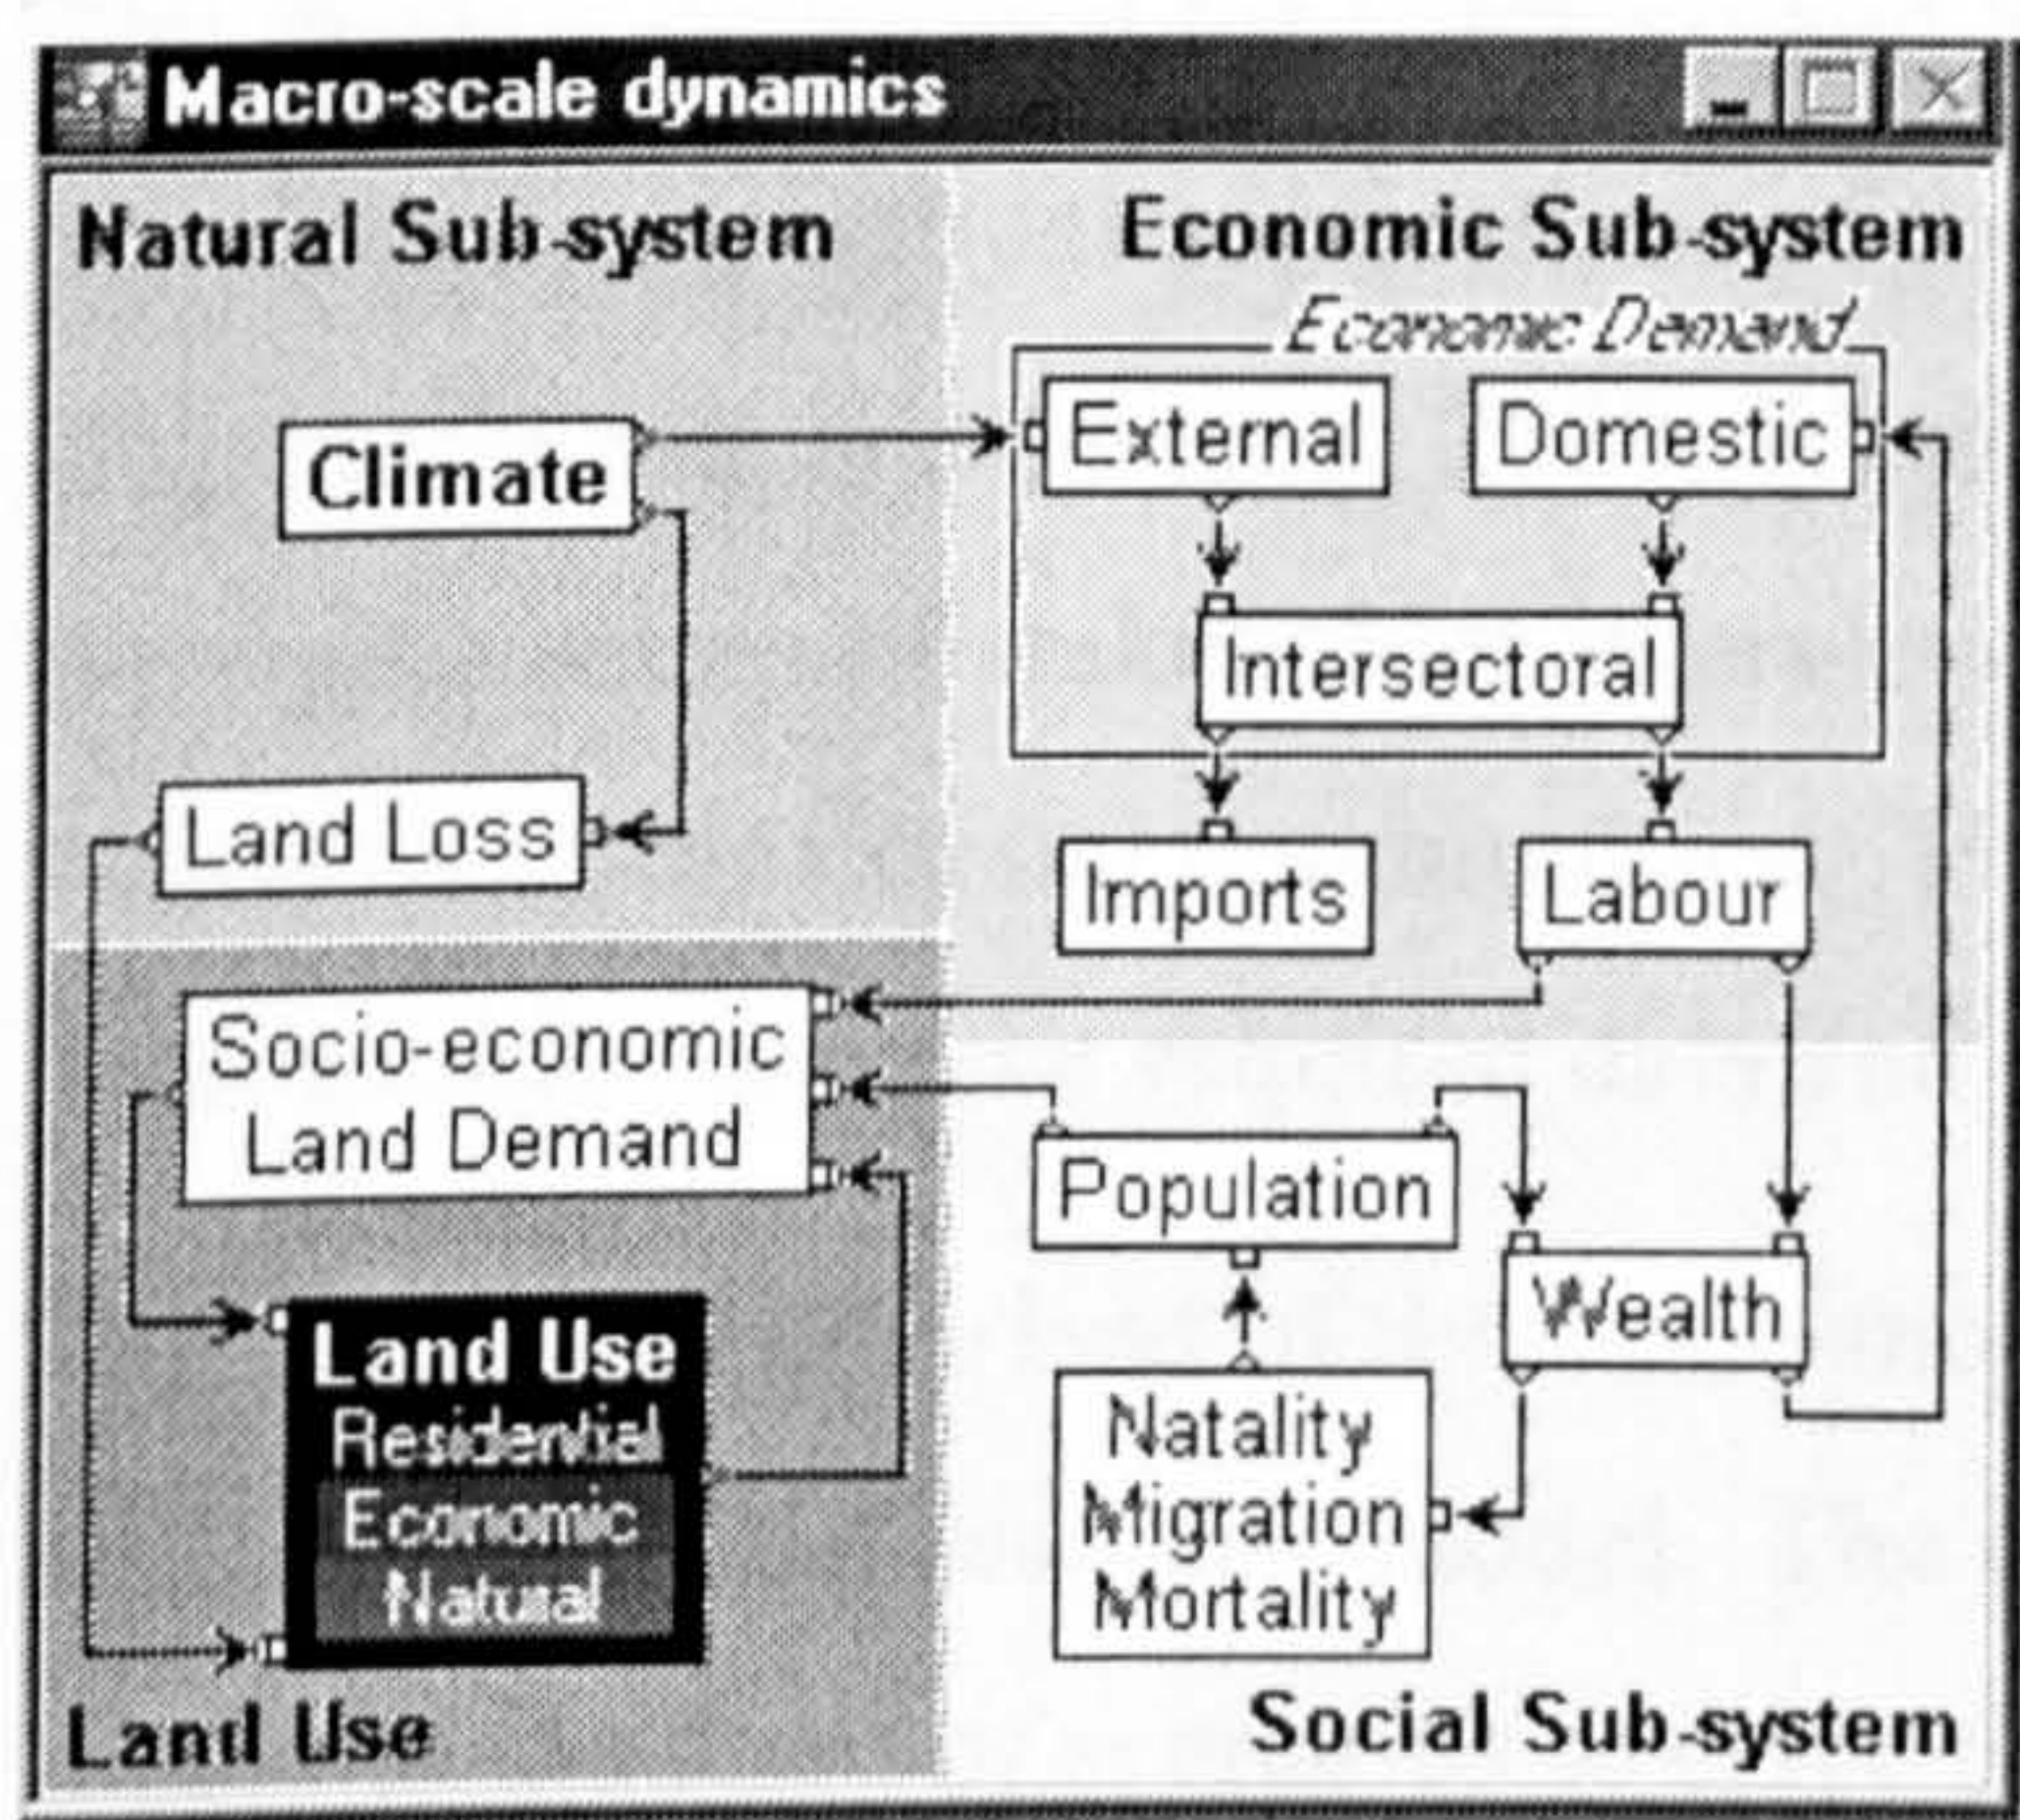 Macro-scale dynamics
Natural Sub-system
Economic Sub-system
Economic Demand
Climate
External
Domestic
Intersectoral
Land Loss
Imports
Labour
Socio-economic
Land Demand
Population
Wealth
Land Use
Residential
Economic
Natural
Natality
Migration
Mortality
Land Use
Social Sub-system